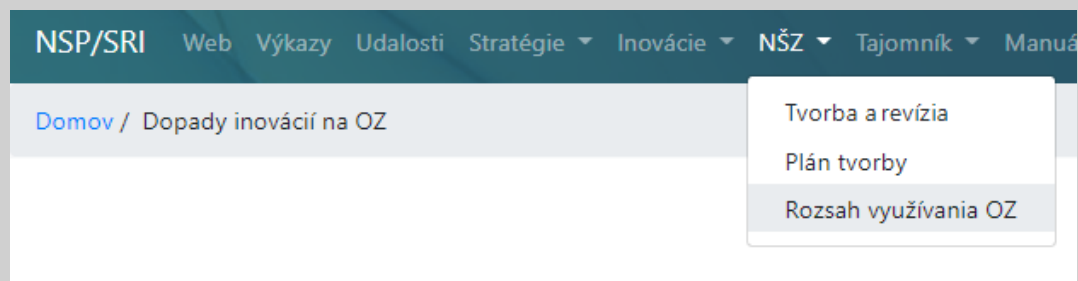 NSP/SRI Web Výkazy Udalosti Stratégie Inovácie NŠZ Tajomník Manuá
Domov / Dopady inovácií na OZ
Tvorba a revízia
Plán tvorby
Rozsah využívania OZ